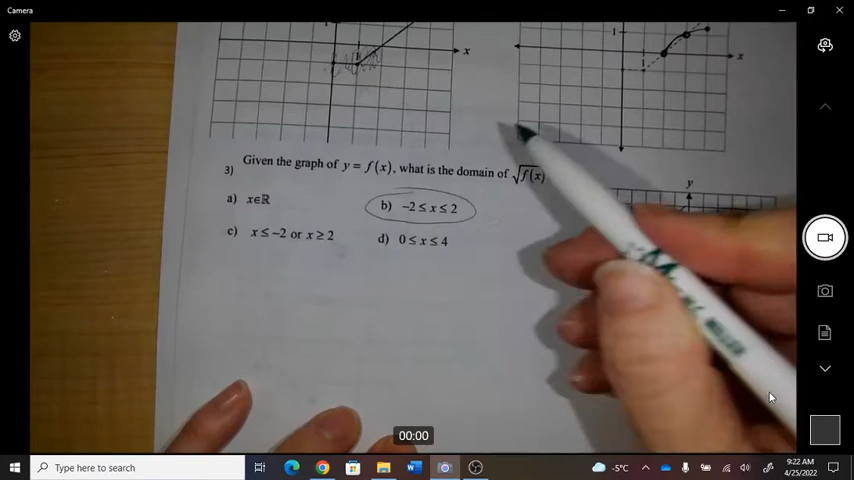 Camera
1
x
1
x
3) Given the graph of y = f(x), what is the domain of √f(x)
y
a) x∈ℝ
b) −2 ≤ x ≤ 2
c) x ≤ −2 or x ≥ 2
d) 0 ≤ x ≤ 4
00:00
Type here to search
-5°C
9:22 AM
4/25/2022